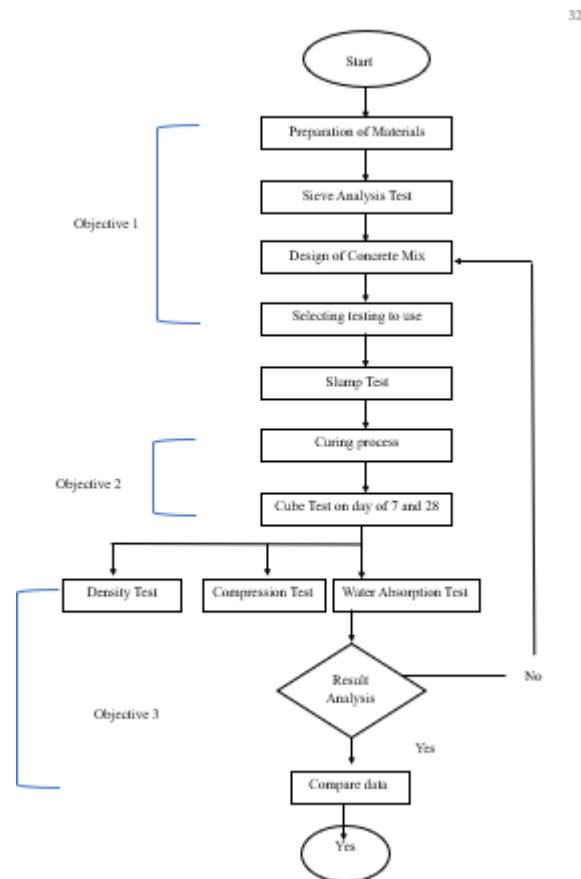 32
Start
Preparation of Materials
Sieve Analysis Test
Objective 1
Design of Concrete Mix
Selecting testing to use
Slump Test
Curing process
Objective 2
Cube Test on day of 7 and 28
Density Test
Compression Test
Water Absorption Test
Result
Analysis
No
Objective 3
Yes
Compare data
Yes